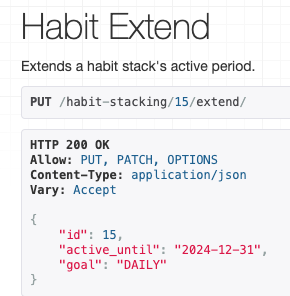 Habit Extend
Extends a habit stack's active period.
PUT /habit-stacking/15/extend/
HTTP 200 OK
Allow: PUT, PATCH, OPTIONS
Content-Type: application/json
Vary: Accept
{
    "id": 15,
    "active_until": "2024-12-31",
    "goal": "DAILY"
}